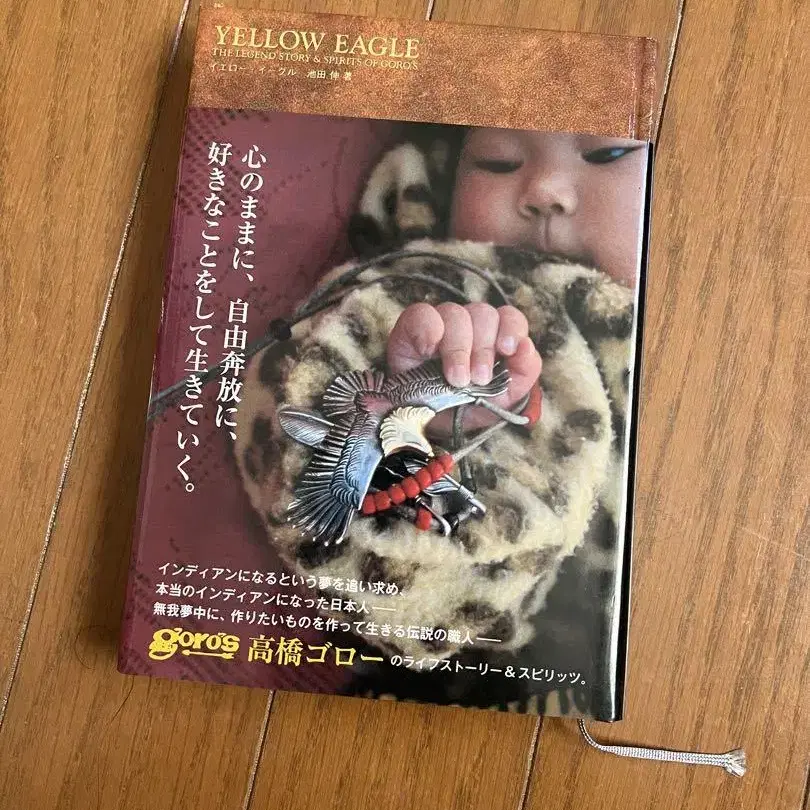 YELLOW EAGLE
THE LEGEND STORY & SPIRITS OF GORO'S
イエロー・イーグル 池田 伸 著
心のままに、自由奔放に、
好きなことをして生きていく。
インディアンになるという夢を追い求め、
本当のインディアンになった日本人──
無我夢中に、作りたいものを作って生きる伝説の職人──
goro's 高橋ゴローのライフストーリー&スピリッツ。